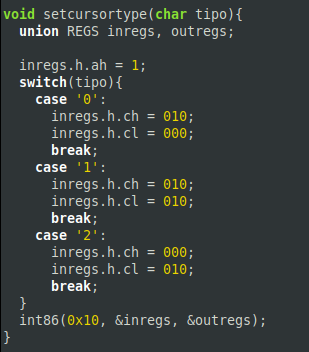 void setcursortype(char tipo){
  union REGS inregs, outregs;

  inregs.h.ah = 1;
  switch(tipo){
    case '0':
      inregs.h.ch = 010;
      inregs.h.cl = 000;
      break;
    case '1':
      inregs.h.ch = 010;
      inregs.h.cl = 010;
      break;
    case '2':
      inregs.h.ch = 000;
      inregs.h.cl = 010;
      break;
  }
  int86(0x10, &inregs, &outregs);
}